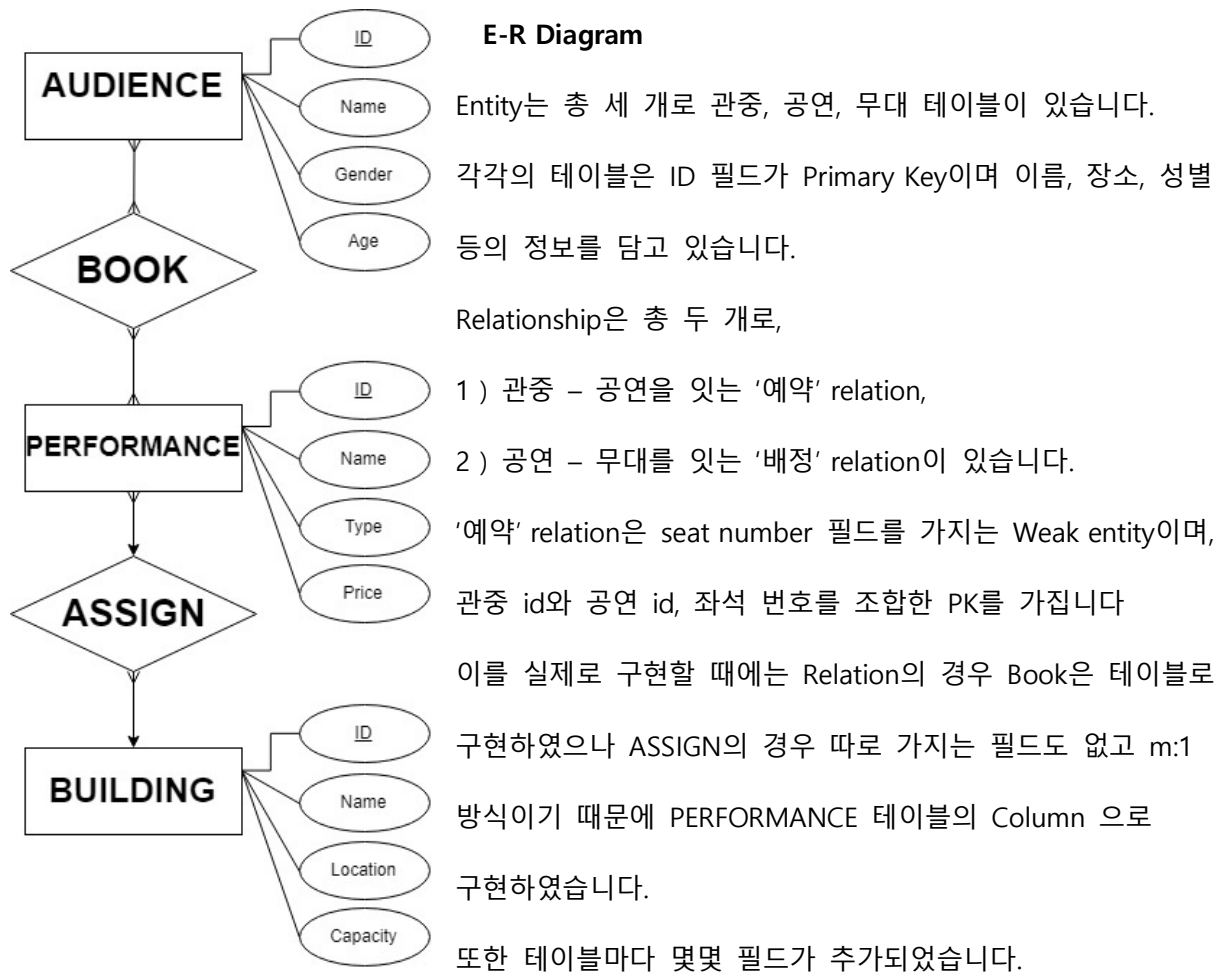 E-R Diagram
Entity는 총 세 개로 관중, 공연, 무대 테이블이 있습니다.
각각의 테이블은 ID 필드가 Primary Key이며 이름, 장소, 성별
등의 정보를 담고 있습니다.
Relationship은 총 두 개로,
1 ) 관중 – 공연을 잇는 ‘예약’ relation,
2 ) 공연 – 무대를 잇는 ‘배정’ relation이 있습니다.
‘예약’ relation은 seat number 필드를 가지는 Weak entity이며,
관중 id와 공연 id, 좌석 번호를 조합한 PK를 가집니다
이를 실제로 구현할 때에는 Relation의 경우 Book은 테이블로
구현하였으나 ASSIGN의 경우 따로 가지는 필드도 없고 m:1
방식이기 때문에 PERFORMANCE 테이블의 Column 으로
구현하였습니다.
또한 테이블마다 몇몇 필드가 추가되었습니다.
AUDIENCE
ID
Name
Gender
Age
BOOK
PERFORMANCE
ID
Name
Type
Price
ASSIGN
BUILDING
ID
Name
Location
Capacity